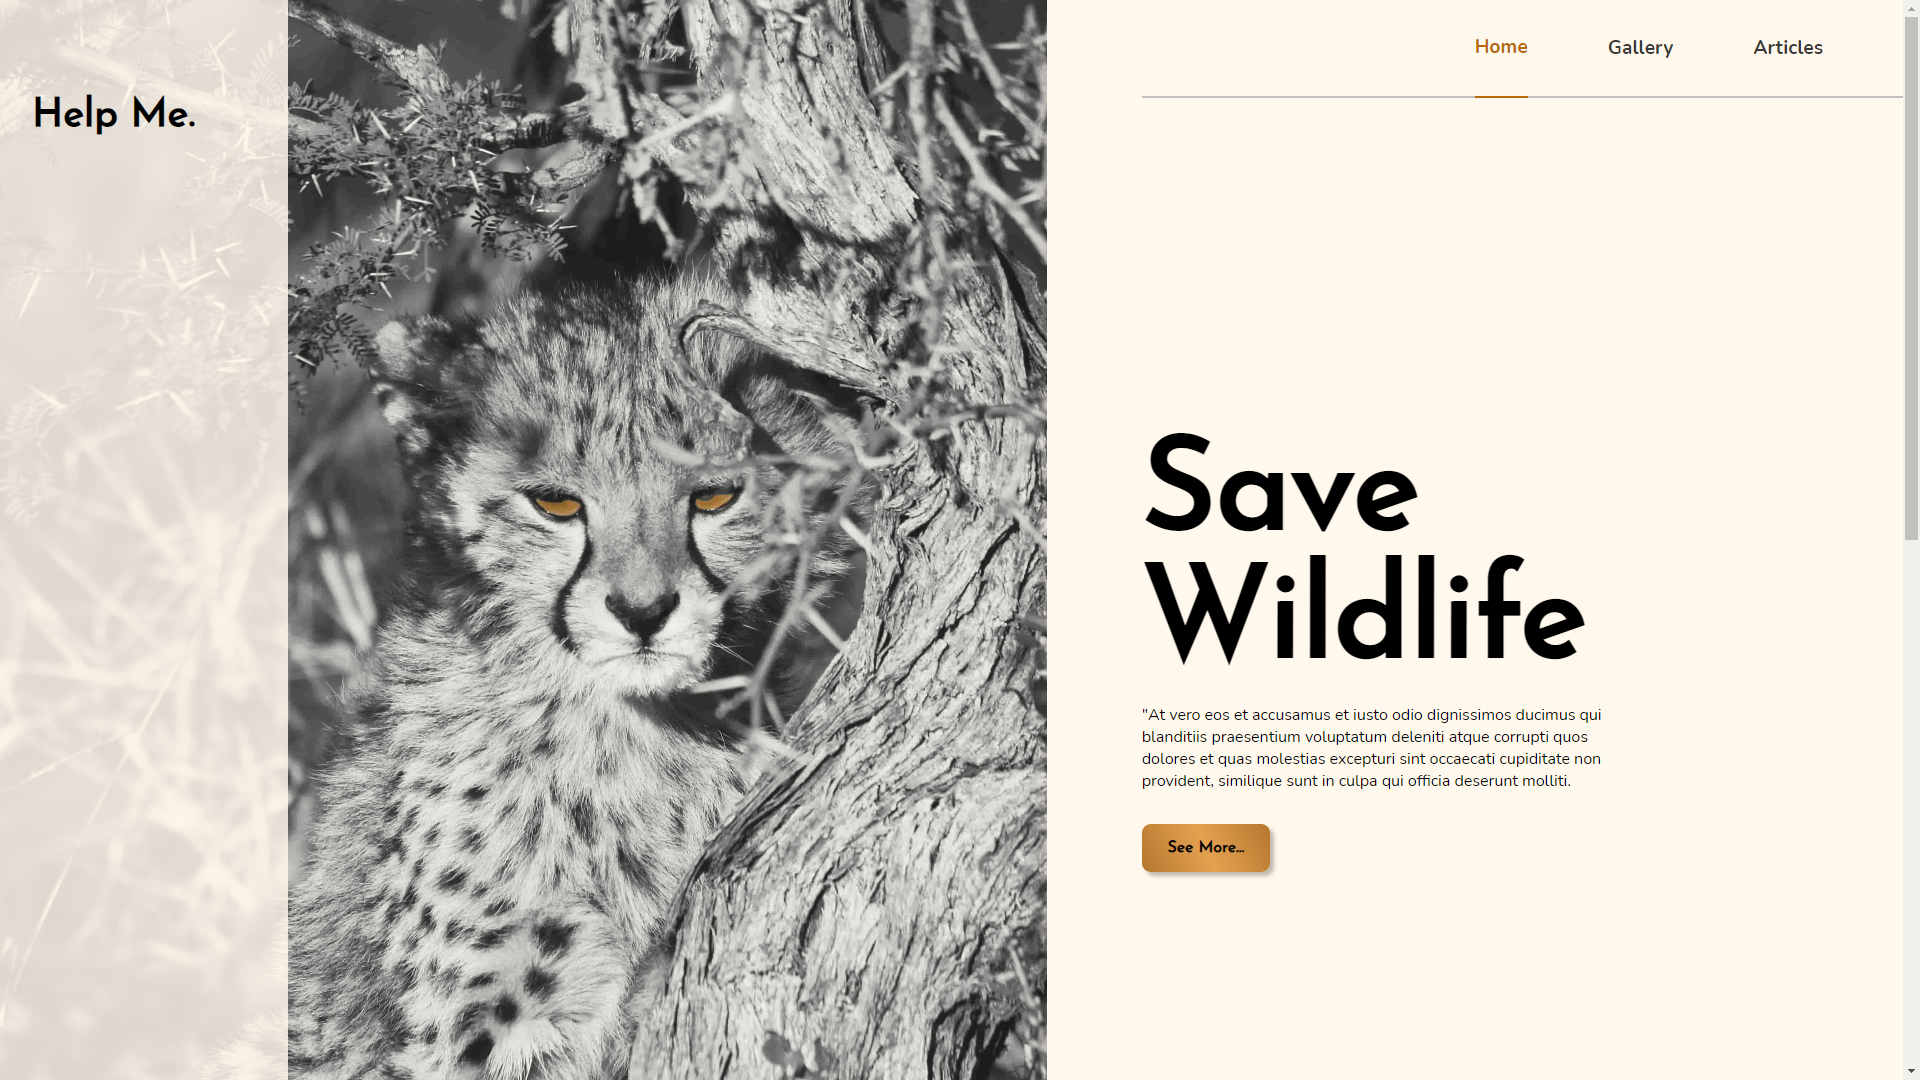 Help Me.
Home
Gallery
Articles
Save
Wildlife
"At vero eos et accusamus et iusto odio dignissimos ducimus qui
blanditiis praesentium voluptatum deleniti atque corrupti quos
dolores et quas molestias excepturi sint occaecati cupiditate non
provident, similique sunt in culpa qui officia deserunt molliti.
See More...